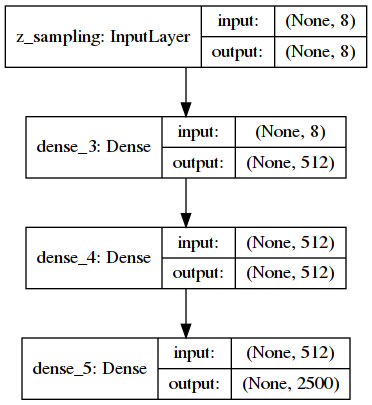 z_sampling: InputLayer
input: (None, 8)
output: (None, 8)
dense_3: Dense
input: (None, 8)
output: (None, 512)
dense_4: Dense
input: (None, 512)
output: (None, 512)
dense_5: Dense
input: (None, 512)
output: (None, 2500)